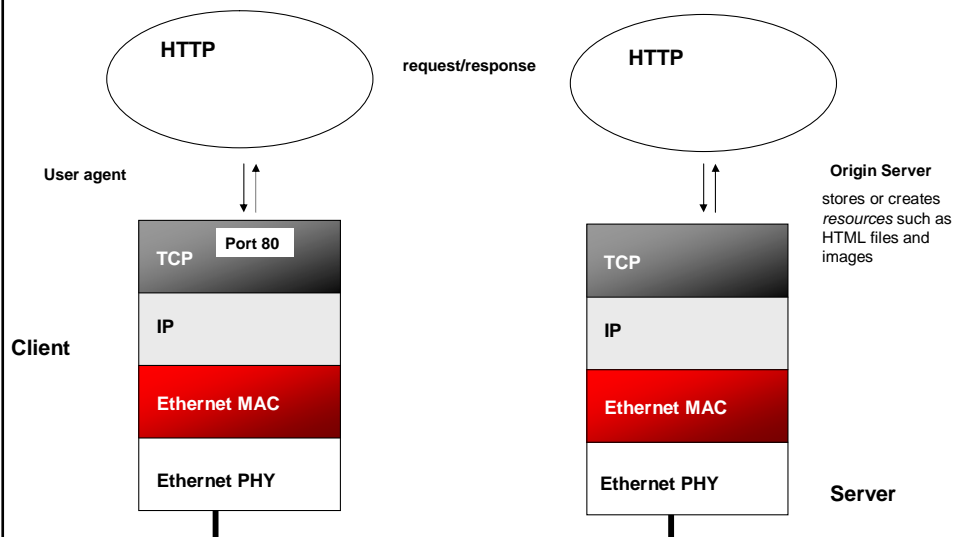 HTTP
request/response
HTTP
User agent
Origin Server
stores or creates
resources such as
HTML files and
images
Port 80
TCP
TCP
IP
IP
Client
Ethernet MAC
Ethernet MAC
Ethernet PHY
Ethernet PHY
Server